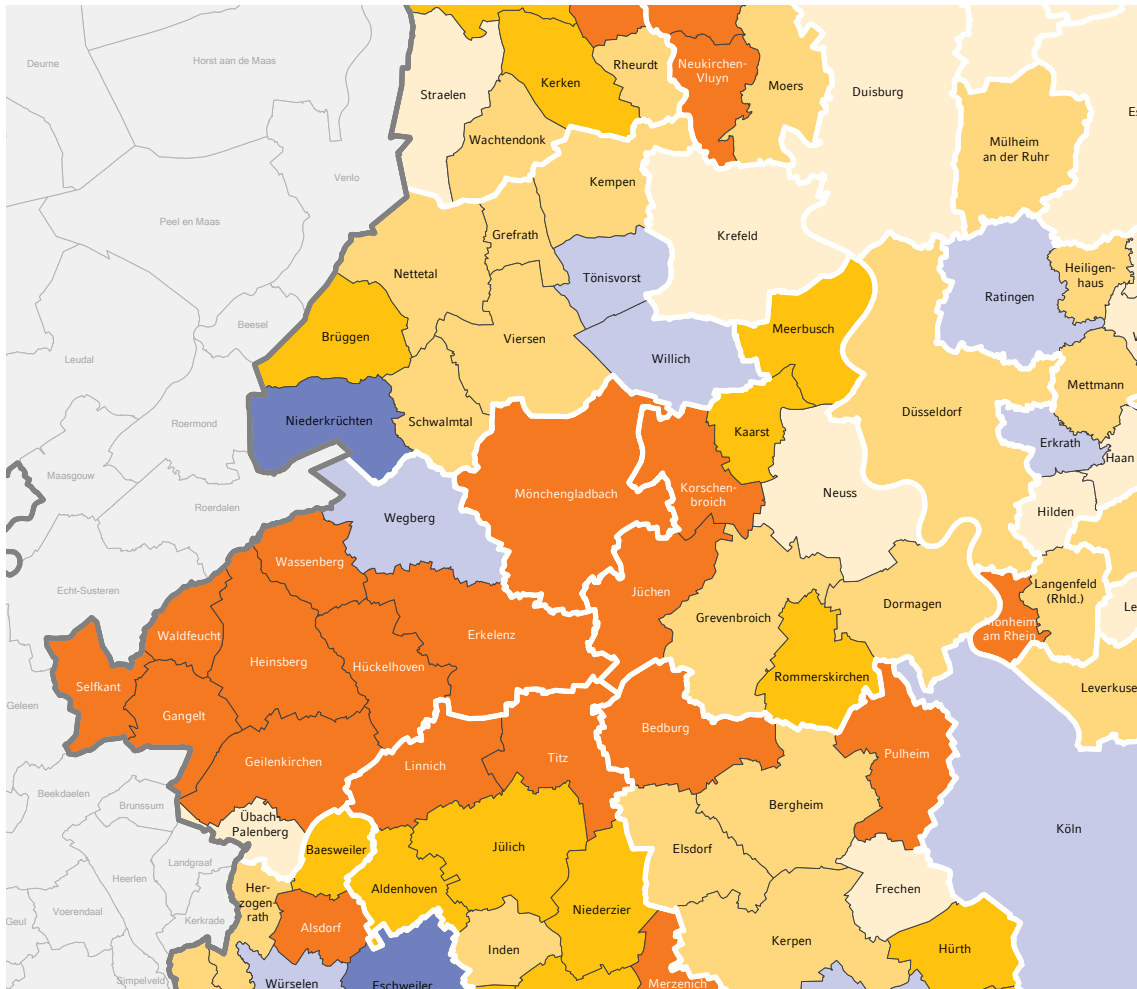 Deurne
Horst aan de Maas
Straelen
Kerken
Rheurdt
Neukirchen-
Vluyn
Moers
Duisburg
Es
Wachtendonk
Mülheim
an der Ruhr
Venlo
Kempen
Peel en Maas
Grefrath
Krefeld
Nettetal
Tönisvorst
Heiligen-
haus
Ratingen
Beesel
Brüggen
Viersen
Meerbusch
Leudal
Willich
Mettmann
Roermond
Niederkrüchten
Schwalmtal
Kaarst
Düsseldorf
Erkrath
Haan
Maasgouw
Mönchengladbach
Korschen-
broich
Neuss
Roerdalen
Wegberg
Hilden
Wassenberg
Echt-Susteren
Jüchen
Langenfeld
(Rhld.)
Dormagen
Le
Grevenbroich
Monheim
am Rhein
Waldfeucht
Erkelenz
Heinsberg
Hückelhoven
Selfkant
Rommerskirchen
Leverkuse
Geleen
Gangelt
Bedburg
Pulheim
Geilenkirchen
Linnich
Titz
Beekdaelen
Brunssum
Bergheim
Übach-
Palenberg
Köln
Baesweiler
Jülich
Elsdorf
Landgraaf
Heerlen
Aldenhoven
Frechen
Her-
zogen-
rath
Voerendaal
Geul
Kerkrade
Alsdorf
Niederzier
Inden
Kerpen
Hürth
Simpelveld
Würselen
Eschweiler
Merzenich